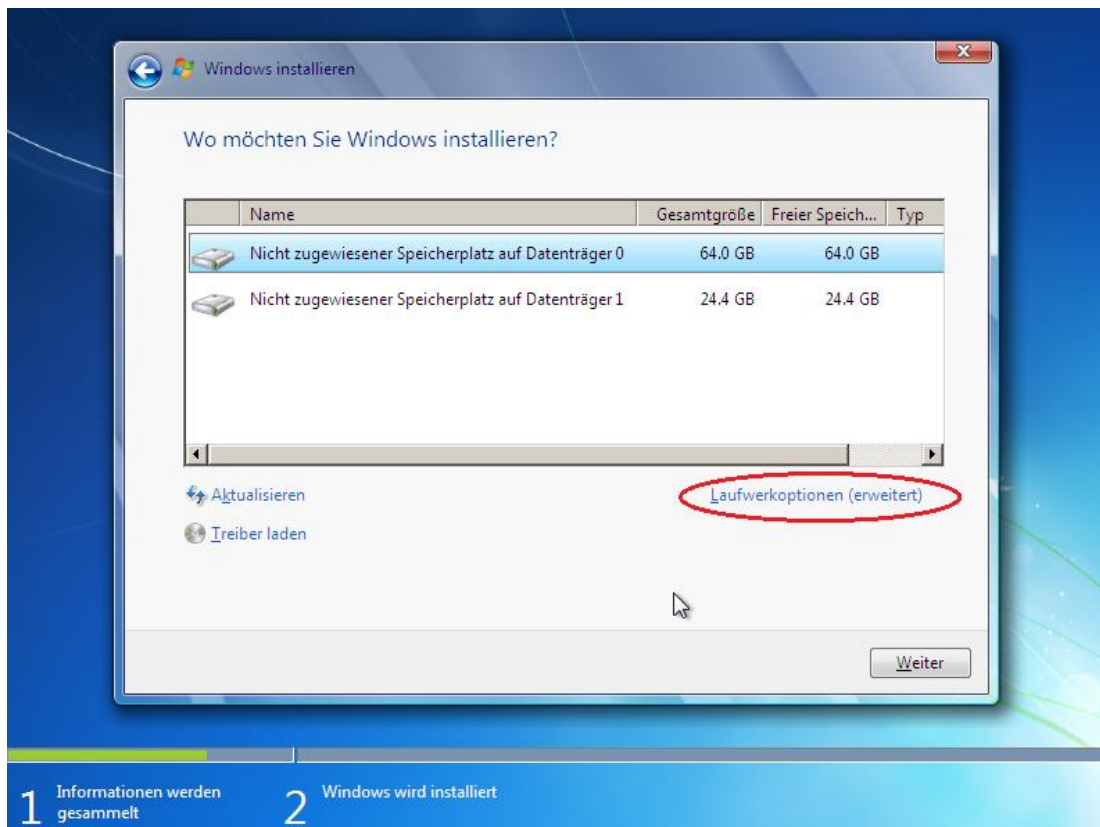 Windows installieren
Wo möchten Sie Windows installieren?
Name Gesamtgröße Freier Speich... Typ
Nicht zugewiesener Speicherplatz auf Datenträger 0 64.0 GB 64.0 GB
Nicht zugewiesener Speicherplatz auf Datenträger 1 24.4 GB 24.4 GB
Aktualisieren Laufwerkoptionen (erweitert)
Treiber laden
Weiter
1 Informationen werden
gesammelt
2 Windows wird installiert